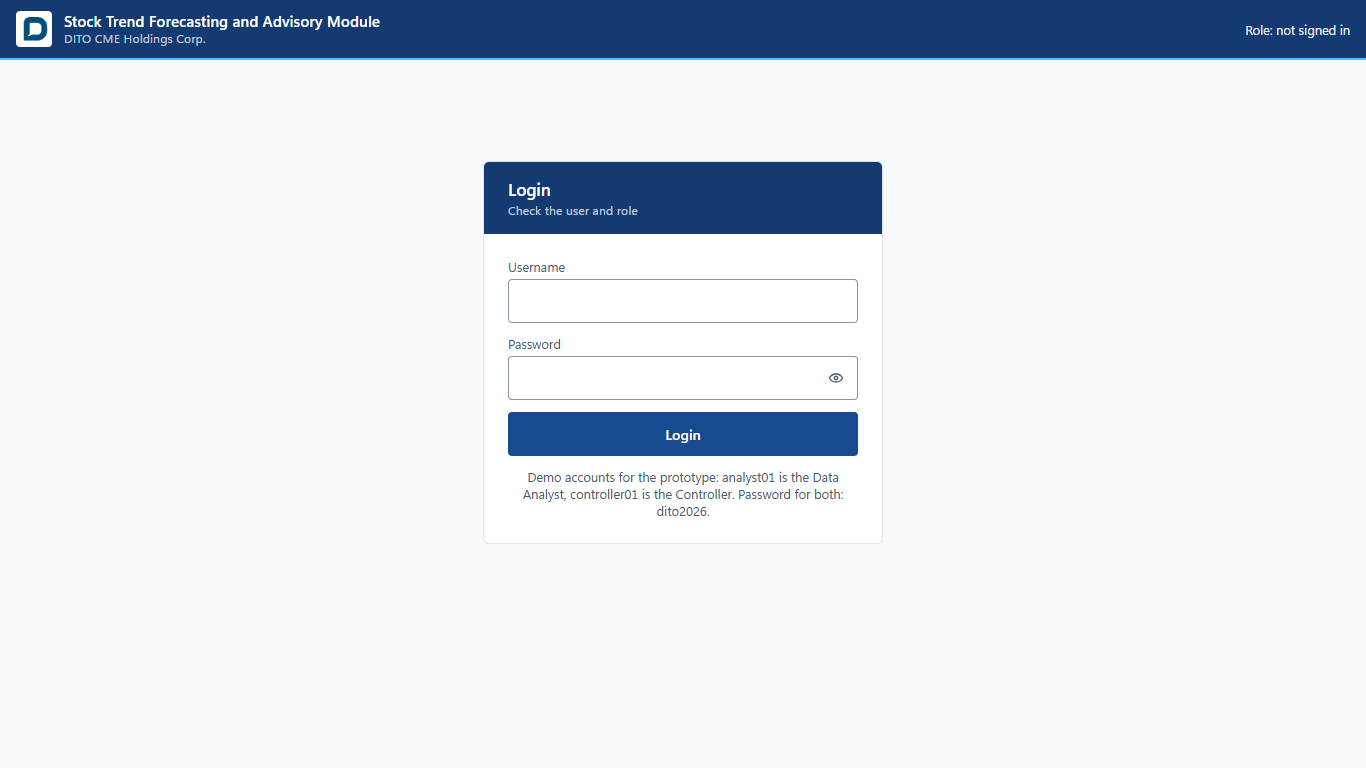 Stock Trend Forecasting and Advisory Module
DITO CME Holdings Corp.
Role: not signed in
Login
Check the user and role
Username
Password
Login
Demo accounts for the prototype: analyst01 is the Data
Analyst, controller01 is the Controller. Password for both:
dito2026.